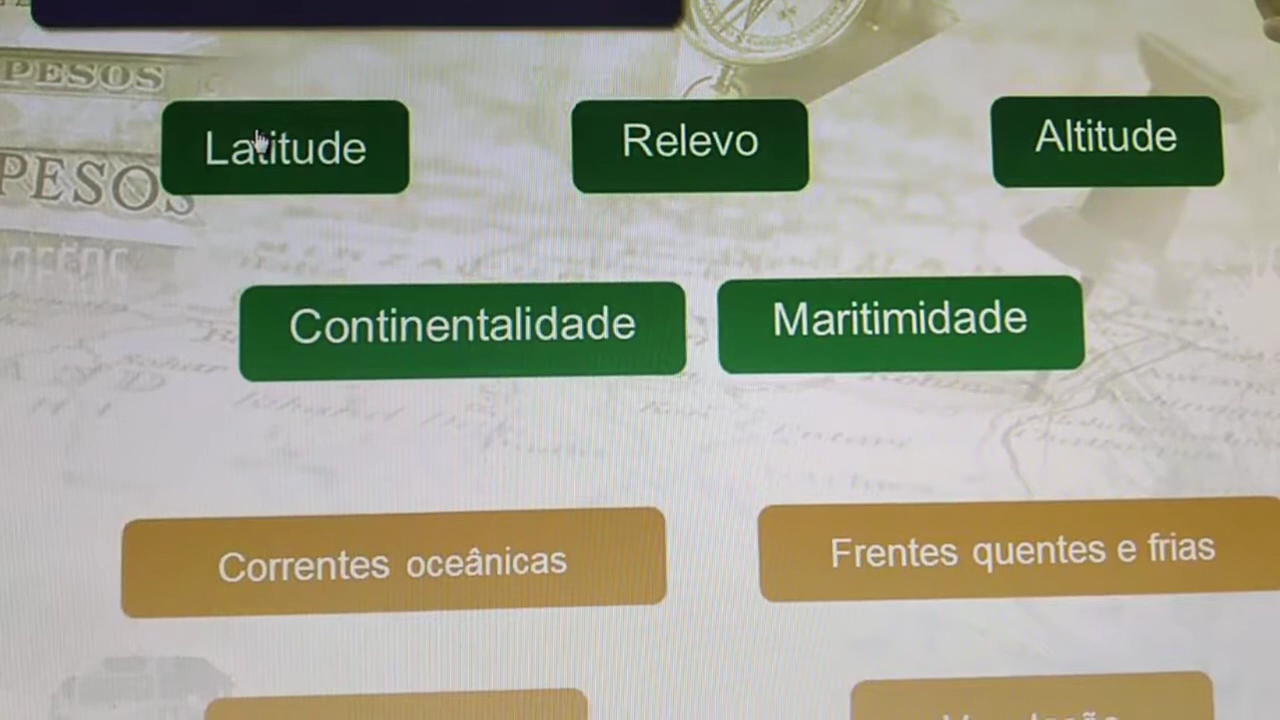 PESOS
PESOS
Latitude
Relevo
Altitude
Continentalidade
Maritimidade
Correntes oceânicas
Frentes quentes e frias